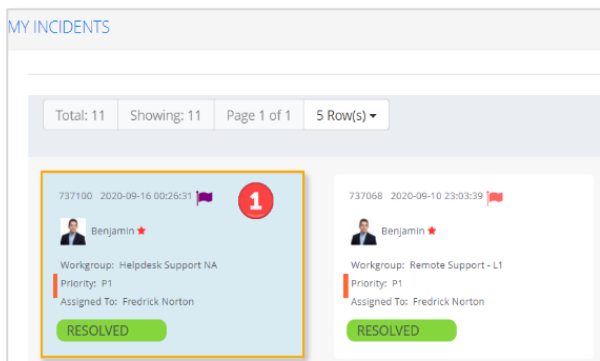 MY INCIDENTS
Total: 11 Showing: 11 Page 1 of 1 5 Row(s)
737100 2020-09-16 00:26:31
1
Benjamin
Workgroup: Helpdesk Support NA
Priority: P1
Assigned To: Fredrick Norton
RESOLVED
737068 2020-09-10 23:03:39
Benjamin
Workgroup: Remote Support - L1
Priority: P1
Assigned To: Fredrick Norton
RESOLVED